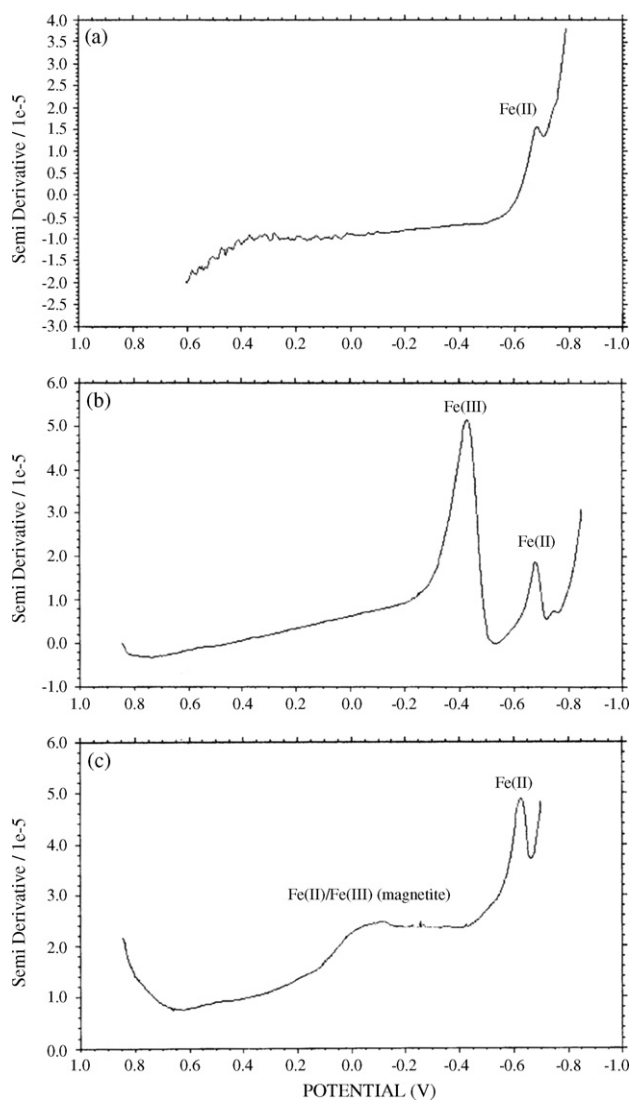 (a)
4.0
3.5
3.0
2.5
2.0
1.5
1.0
0.5
0.0
-0.5
-1.0
-1.5
-2.0
-2.5
-3.0
Semi Derivative / 1e-5
Fe(II)
1.0 0.8 0.6 0.4 0.2 0.0 -0.2 -0.4 -0.6 -0.8 -1.0
(b)
6.0
5.0
4.0
3.0
2.0
1.0
0.0
-1.0
Semi Derivative / 1e-5
Fe(III)
Fe(II)
1.0 0.8 0.6 0.4 0.2 0.0 -0.2 -0.4 -0.6 -0.8 -1.0
(c)
6.0
5.0
4.0
3.0
2.0
1.0
0.0
Semi Derivative / 1e-5
Fe(II)
Fe(II)/Fe(III) (magnetite)
1.0 0.8 0.6 0.4 0.2 0.0 -0.2 -0.4 -0.6 -0.8 -1.0
POTENTIAL (V)